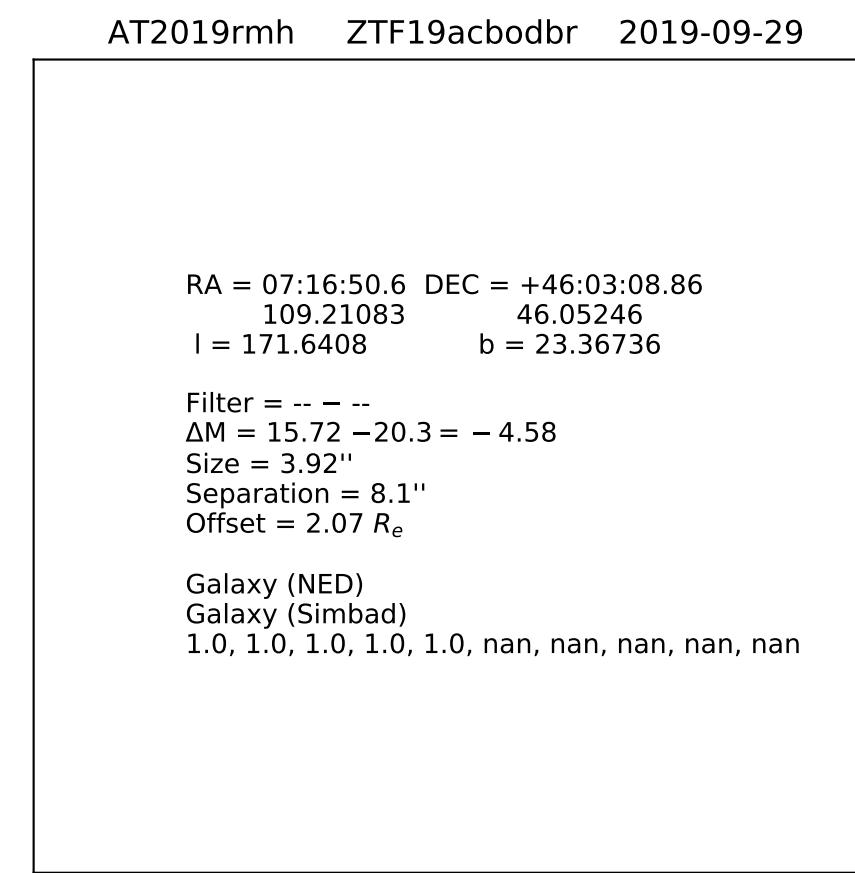 AT2019rmh ZTF19acbodbr 2019-09-29
RA = 07:16:50.6 DEC = +46:03:08.86
109.21083 46.05246
l = 171.6408 b = 23.36736
Filter = -- − --
ΔM = 15.72 −20.3 = − 4.58
Size = 3.92''
Separation = 8.1''
Offset = 2.07 Rₑ
Galaxy (NED)
Galaxy (Simbad)
1.0, 1.0, 1.0, 1.0, 1.0, nan, nan, nan, nan, nan